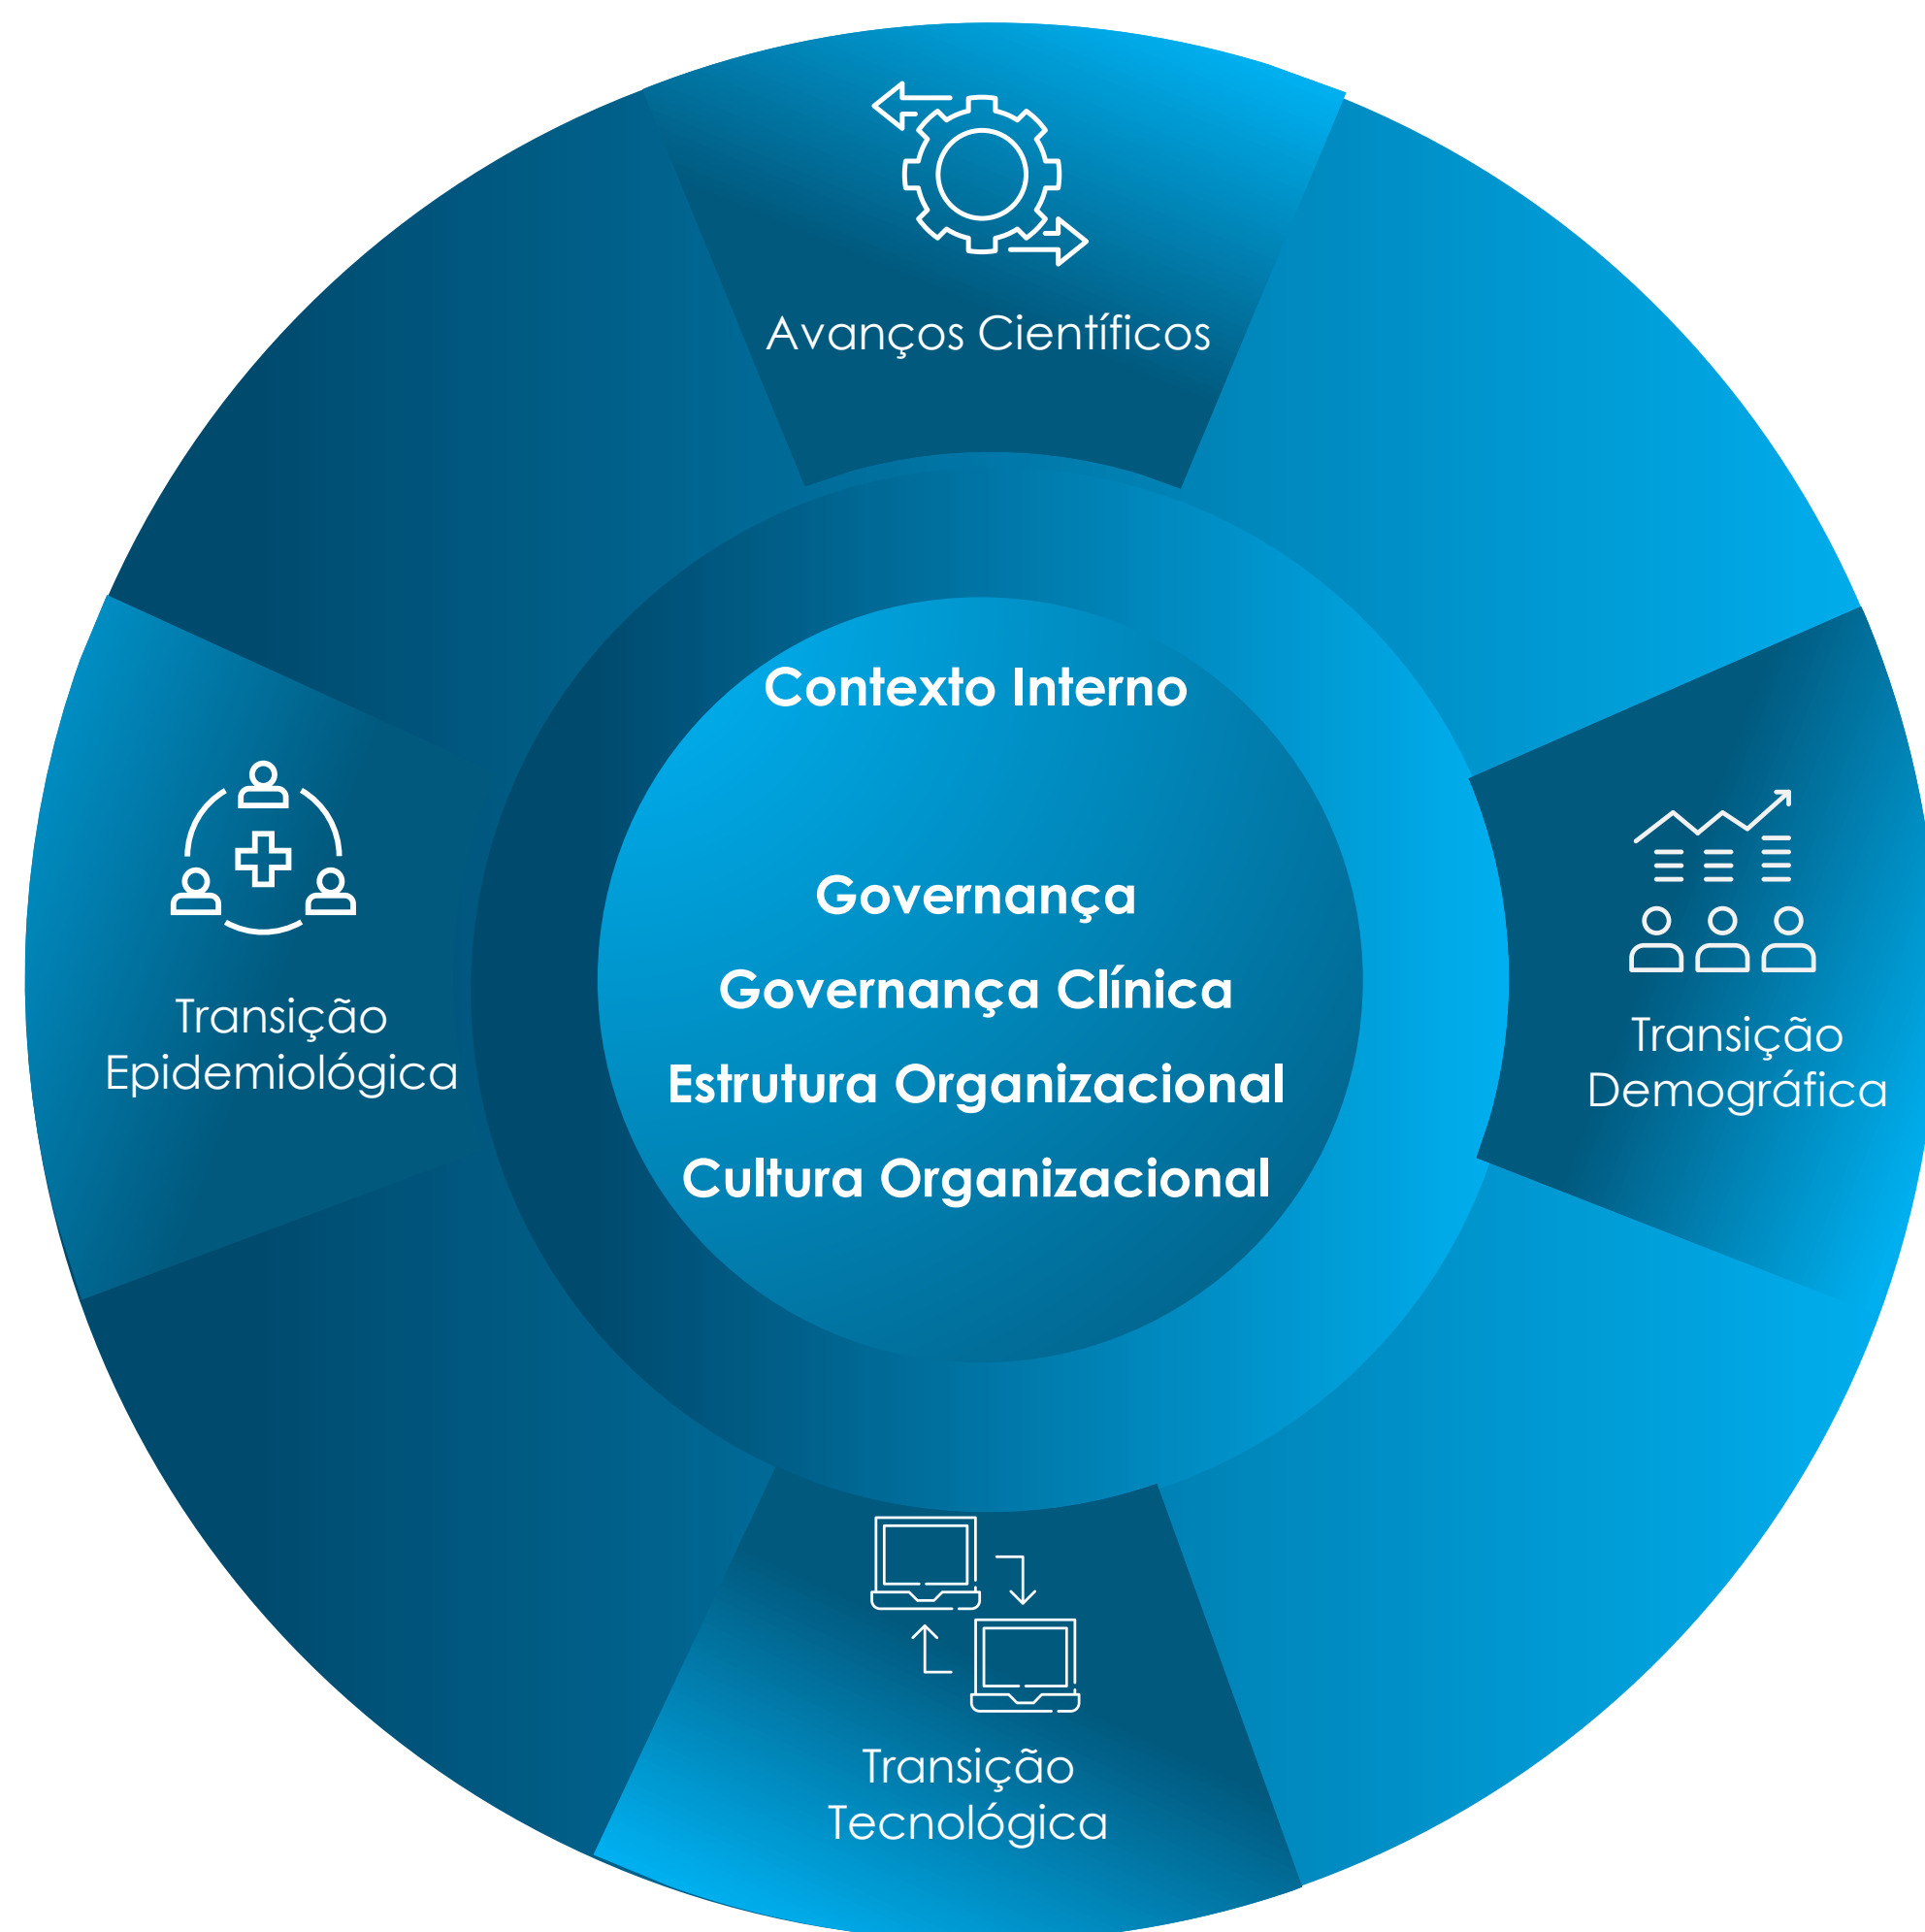 Avanços Científicos
Contexto Interno
Governança
Governança Clínica
Estrutura Organizacional
Cultura Organizacional
Transição
Epidemiológica
Transição
Demográfica
Transição
Tecnológica